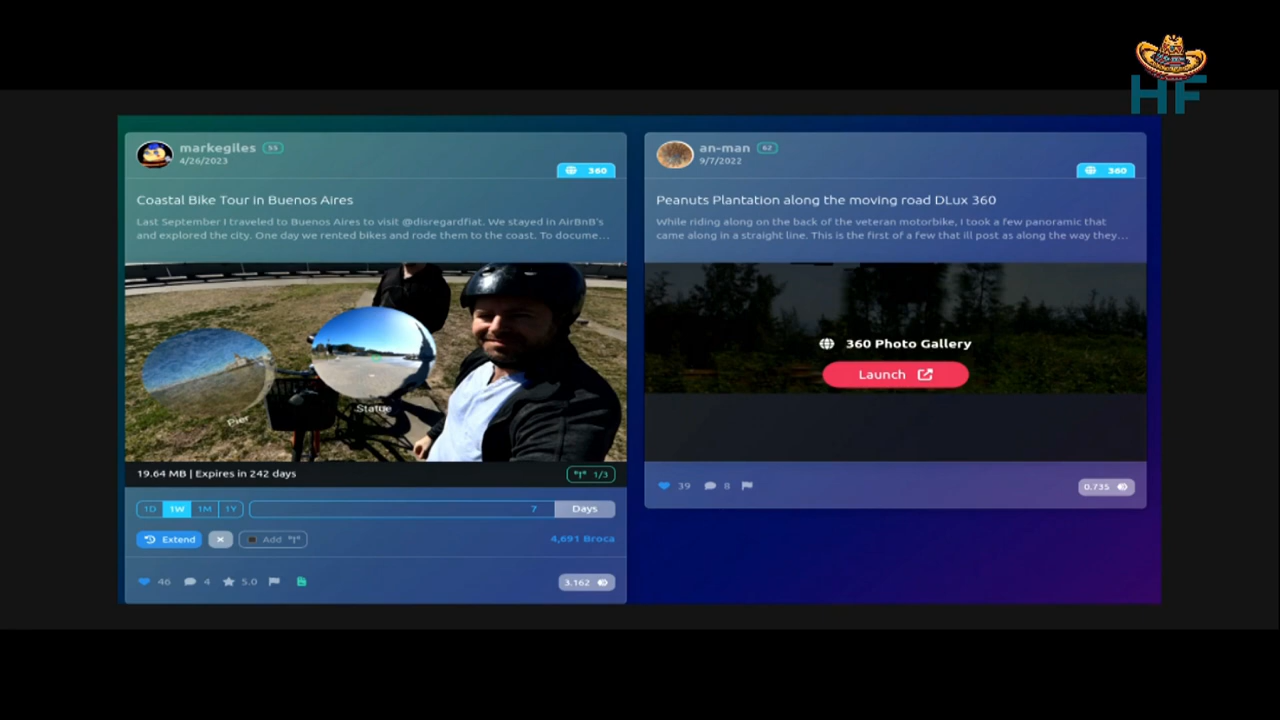 HF
markegiles 55
4/26/2023
360
Coastal Bike Tour in Buenos Aires
Last September I traveled to Buenos Aires to visit @disregardfiat. We stayed in AirBnB's
and explored the city. One day we rented bikes and rode them to the coast. To docume...
Pier
Statue
19.64 MB | Expires in 242 days
1/3
1D 1W 1M 1Y 7 Days
Extend × Add 4,691 Broca
46 4 5.0 3.162
an-man 62
9/7/2022
360
Peanuts Plantation along the moving road DLux 360
While riding along on the back of the veteran motorbike, I took a few panoramic that
came along in a straight line. This is the first of a few that ill post as along the way they...
360 Photo Gallery
Launch
39 8 0.735